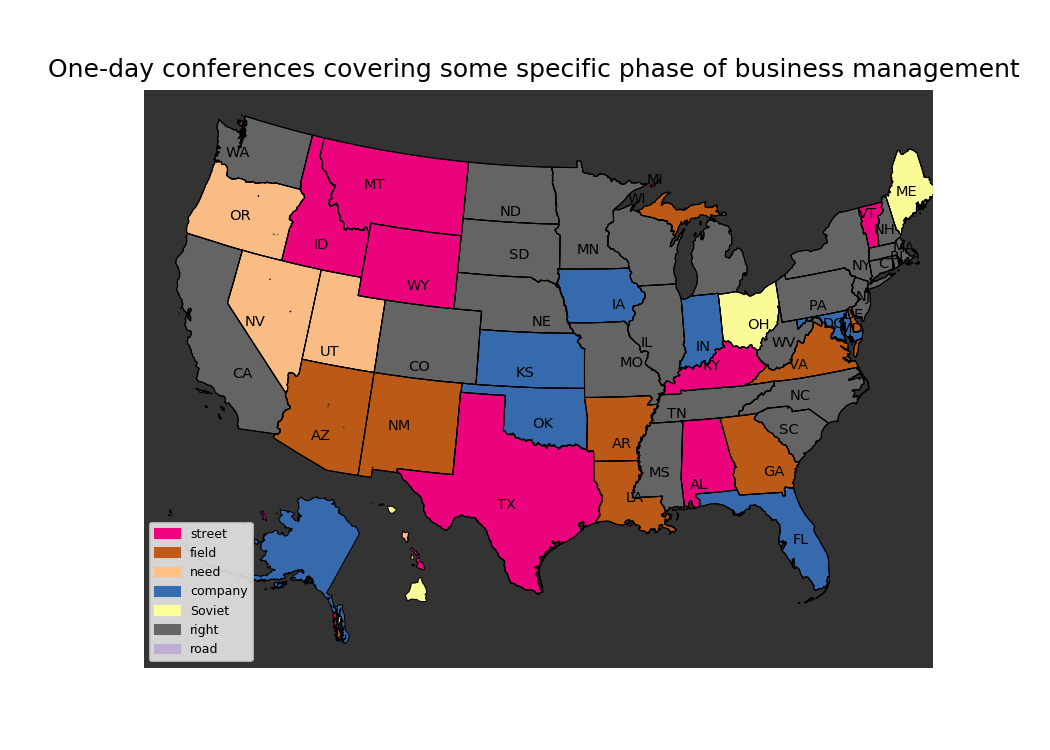 One-day conferences covering some specific phase of business management
WA
MT
ME
OR
ID
ND
MN
WI
MI
VT
NH
MA
SD
WY
NY
CT
RI
NV
UT
NE
IA
PA
NJ
CA
CO
KS
MO
IL
IN
OH
WV
DC
DE
MD
KY
VA
AZ
NM
OK
AR
TN
NC
SC
TX
LA
MS
AL
GA
FL
street
field
need
company
Soviet
right
road